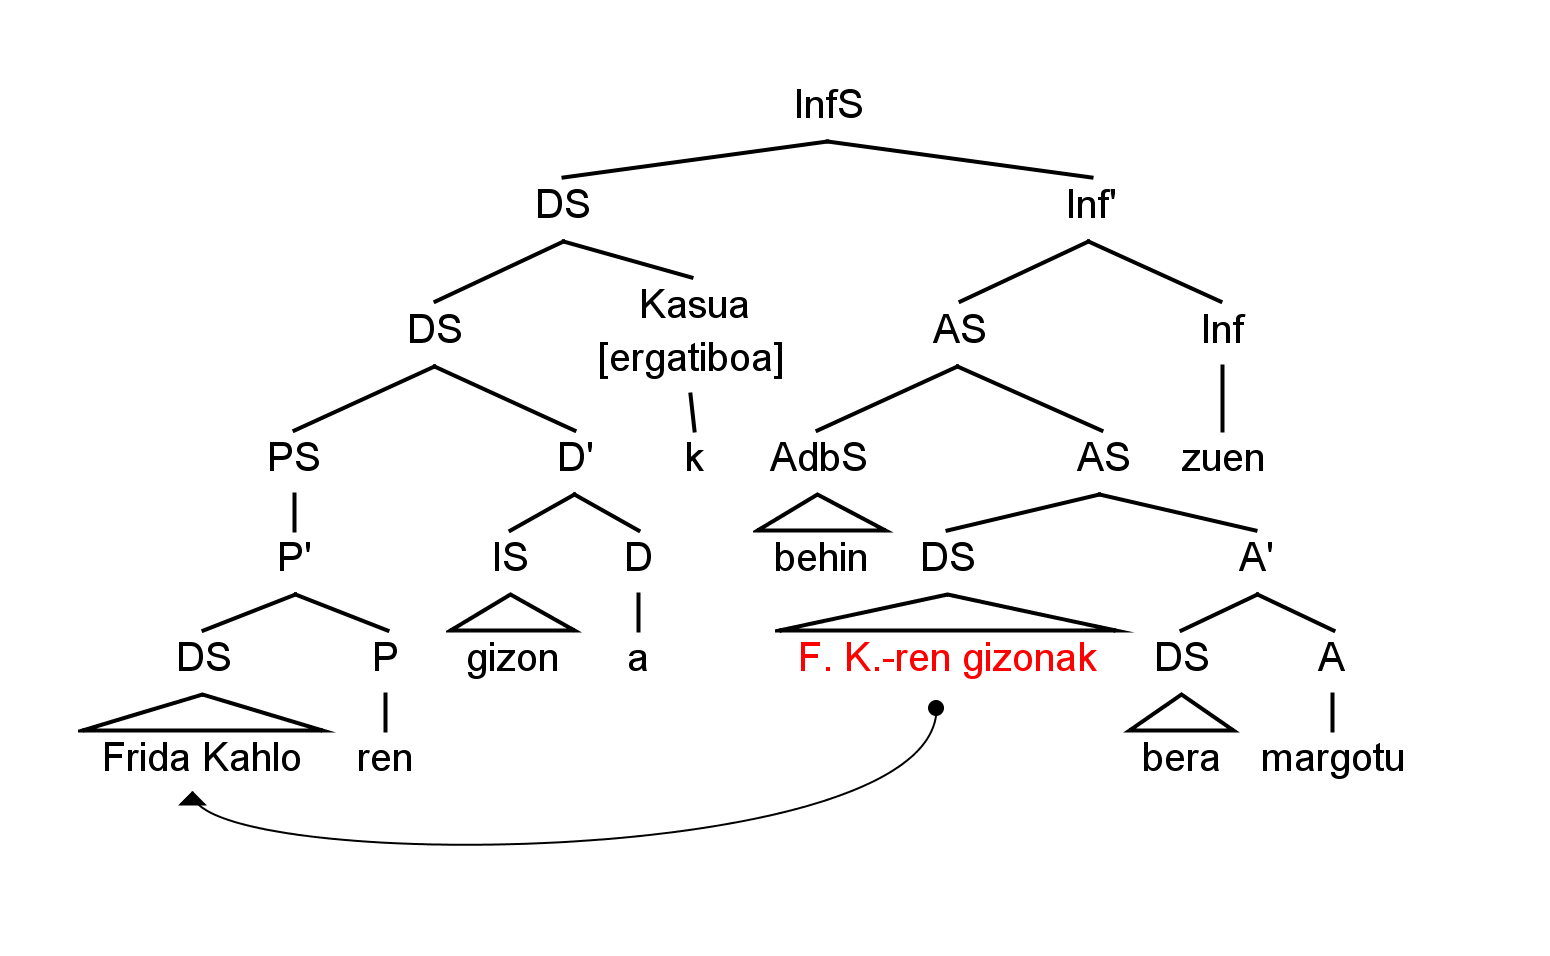 InfS
DS Inf'
Kasua
[ergatiboa]
DS AS Inf
PS D' k AdbS AS zuen
P' IS D behin DS A'
DS P gizon a F. K.-ren gizonak DS A
Frida Kahlo ren bera margotu